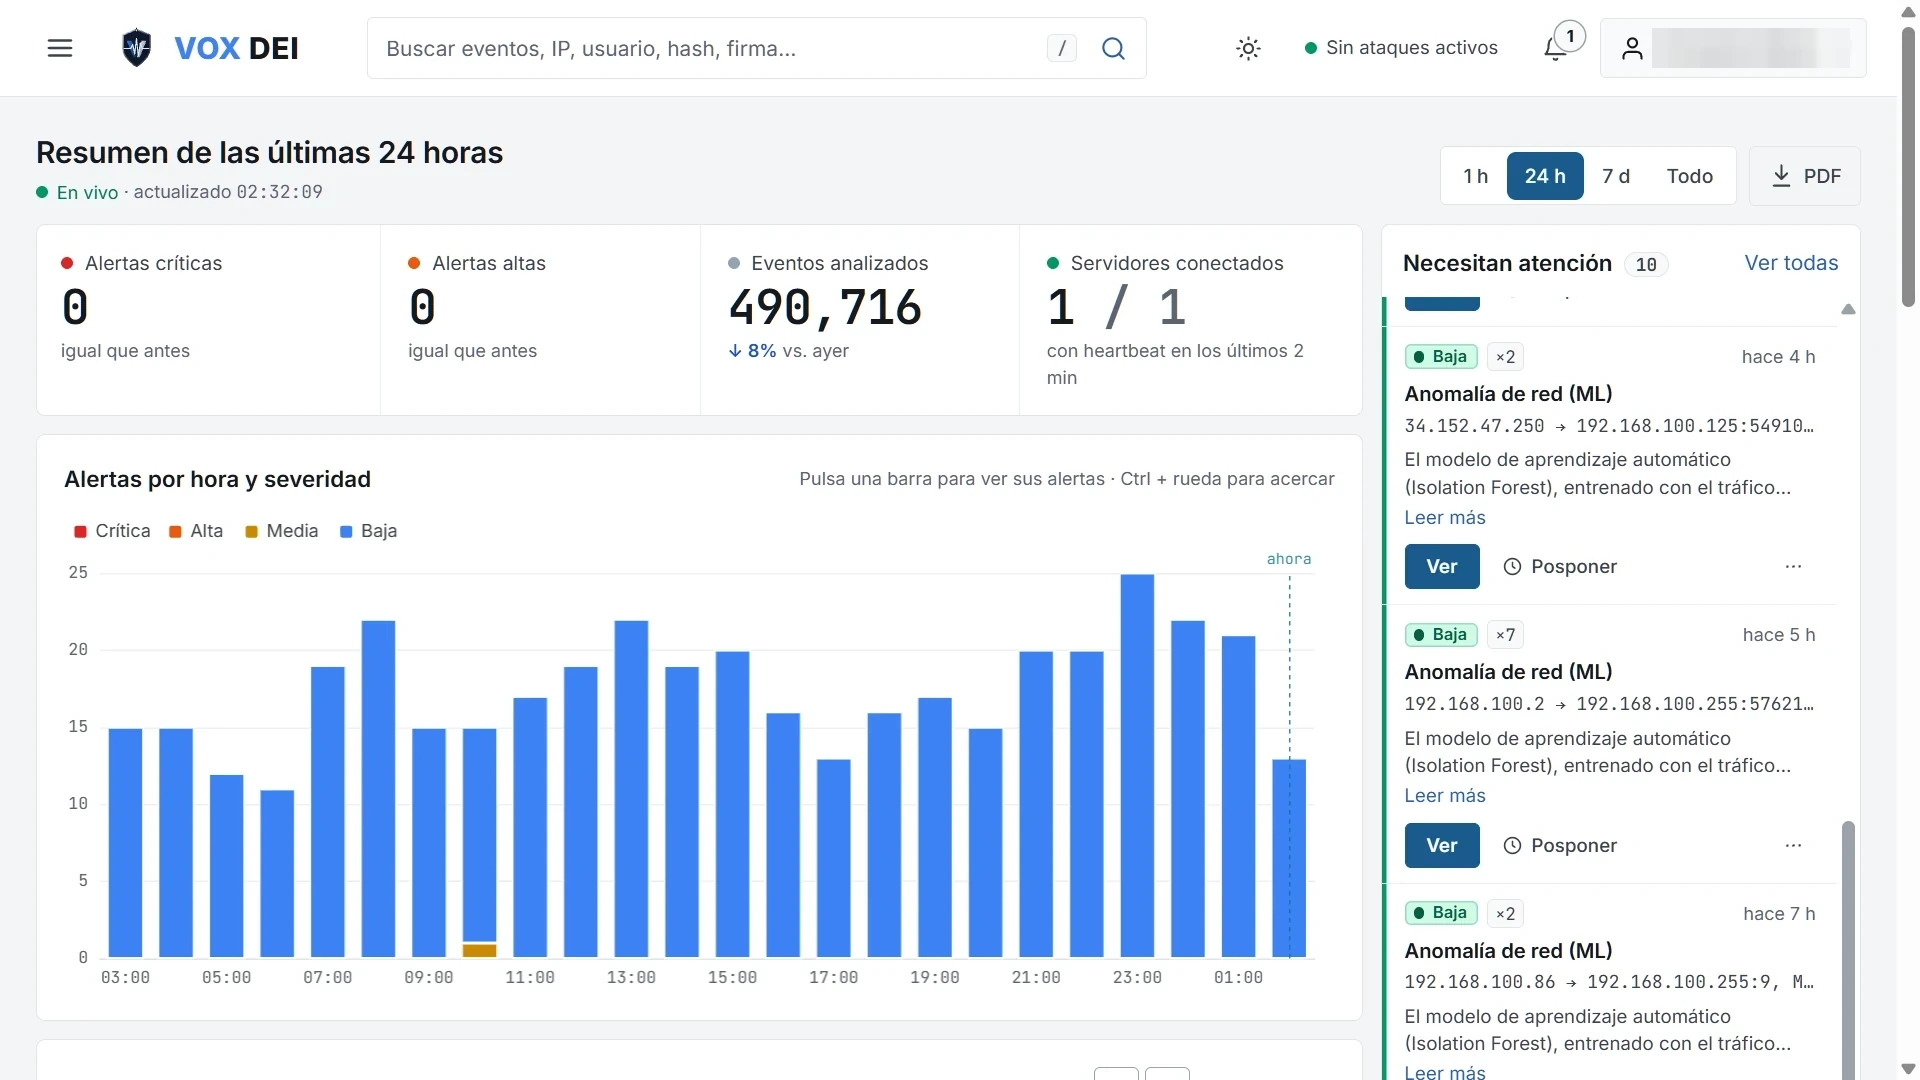 VOX DEI
Buscar eventos, IP, usuario, hash, firma...
/
Sin ataques activos
1
Resumen de las últimas 24 horas
En vivo · actualizado 02:32:09
1 h
24 h
7 d
Todo
PDF
Alertas críticas
0
igual que antes
Alertas altas
0
igual que antes
Eventos analizados
490,716
↓ 8% vs. ayer
Servidores conectados
1 / 1
con heartbeat en los últimos 2
min
Alertas por hora y severidad
Pulsa una barra para ver sus alertas · Ctrl + rueda para acercar
Crítica
Alta
Media
Baja
ahora
25
20
15
10
5
0
03:00
05:00
07:00
09:00
11:00
13:00
15:00
17:00
19:00
21:00
23:00
01:00
Necesitan atención 10
Ver todas
Baja ×2 hace 4 h
Anomalía de red (ML)
34.152.47.250 → 192.168.100.125:54910…
El modelo de aprendizaje automático
(Isolation Forest), entrenado con el tráfico…
Leer más
Ver
Posponer
···
Baja ×7 hace 5 h
Anomalía de red (ML)
192.168.100.2 → 192.168.100.255:57621…
El modelo de aprendizaje automático
(Isolation Forest), entrenado con el tráfico…
Leer más
Ver
Posponer
···
Baja ×2 hace 7 h
Anomalía de red (ML)
192.168.100.86 → 192.168.100.255:9, M…
El modelo de aprendizaje automático
(Isolation Forest), entrenado con el tráfico…
Leer más